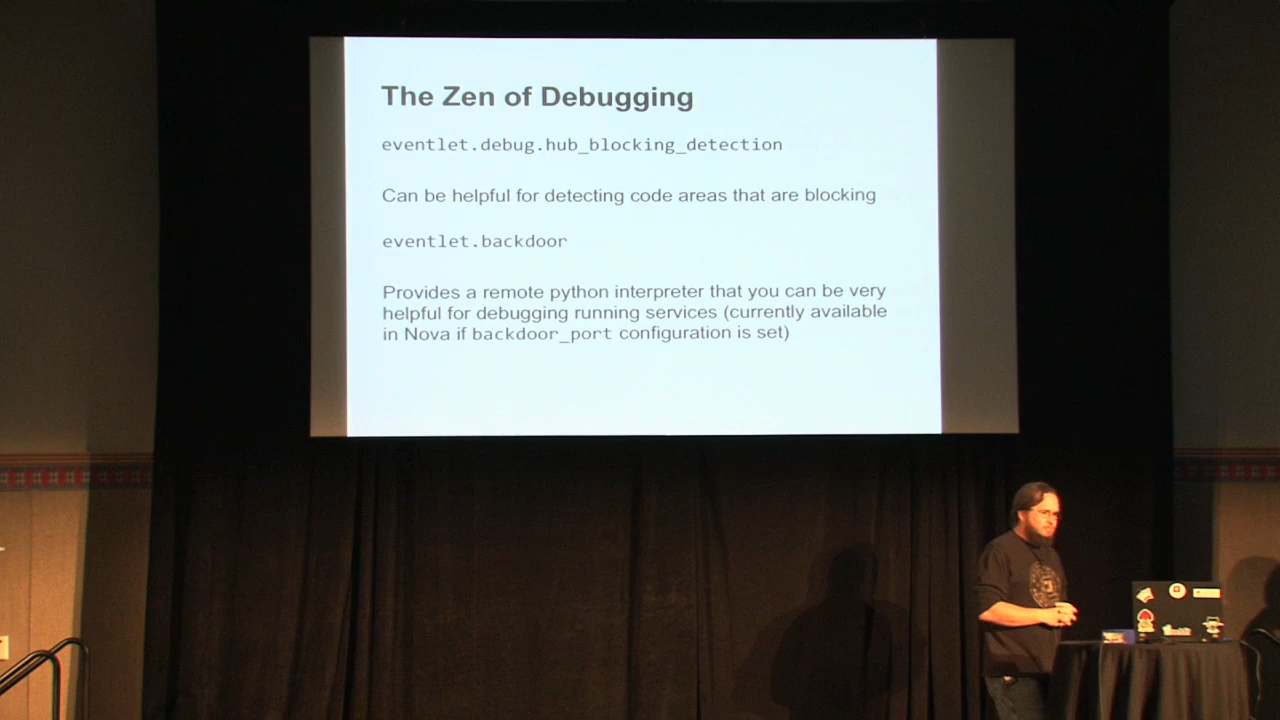 The Zen of Debugging
eventlet.debug.hub_blocking_detection
Can be helpful for detecting code areas that are blocking
eventlet.backdoor
Provides a remote python interpreter that you can be very
helpful for debugging running services (currently available
in Nova if backdoor_port configuration is set)